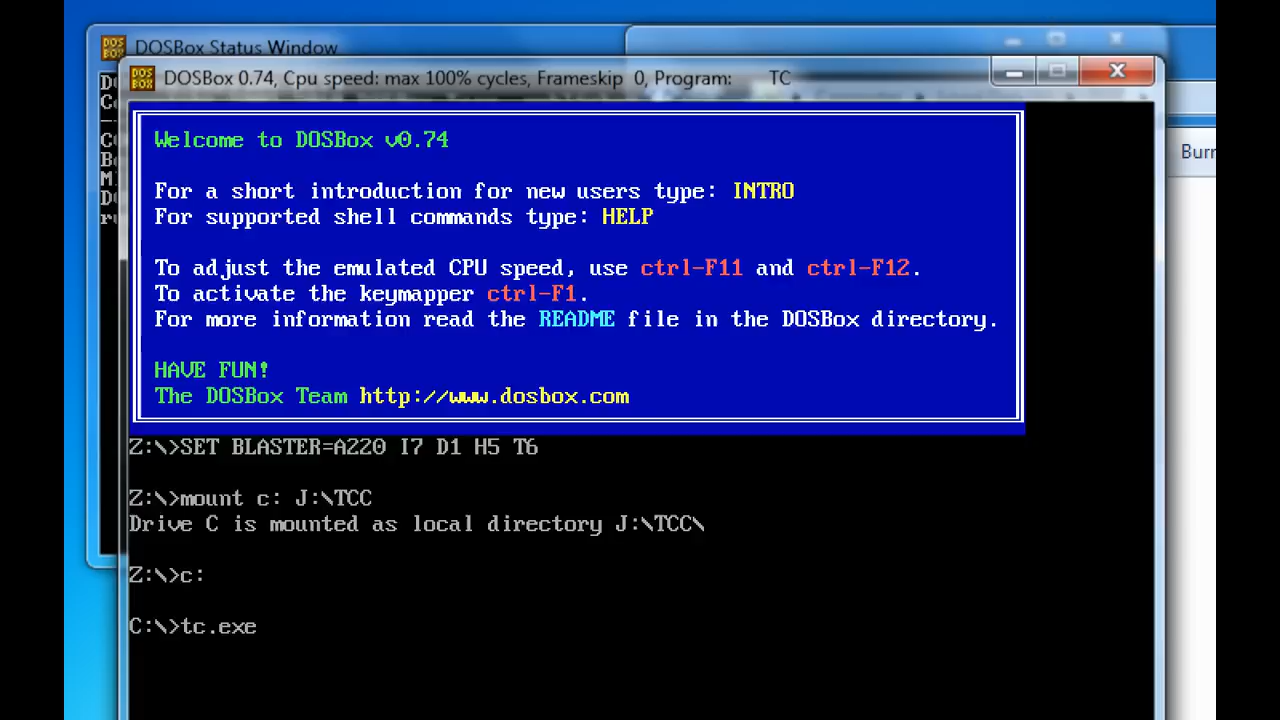 DOSBox Status Window
DOSBox 0.74, Cpu speed: max 100% cycles, Frameskip 0, Program: TC
Welcome to DOSBox v0.74
For a short introduction for new users type: INTRO
For supported shell commands type: HELP
To adjust the emulated CPU speed, use ctrl-F11 and ctrl-F12.
To activate the keymapper ctrl-F1.
For more information read the README file in the DOSBox directory.
HAVE FUN!
The DOSBox Team http://www.dosbox.com
Z:\>SET BLASTER=A220 I7 D1 H5 T6
Z:\>mount c: J:\TCC
Drive C is mounted as local directory J:\TCC\
Z:\>c:
C:\>tc.exe